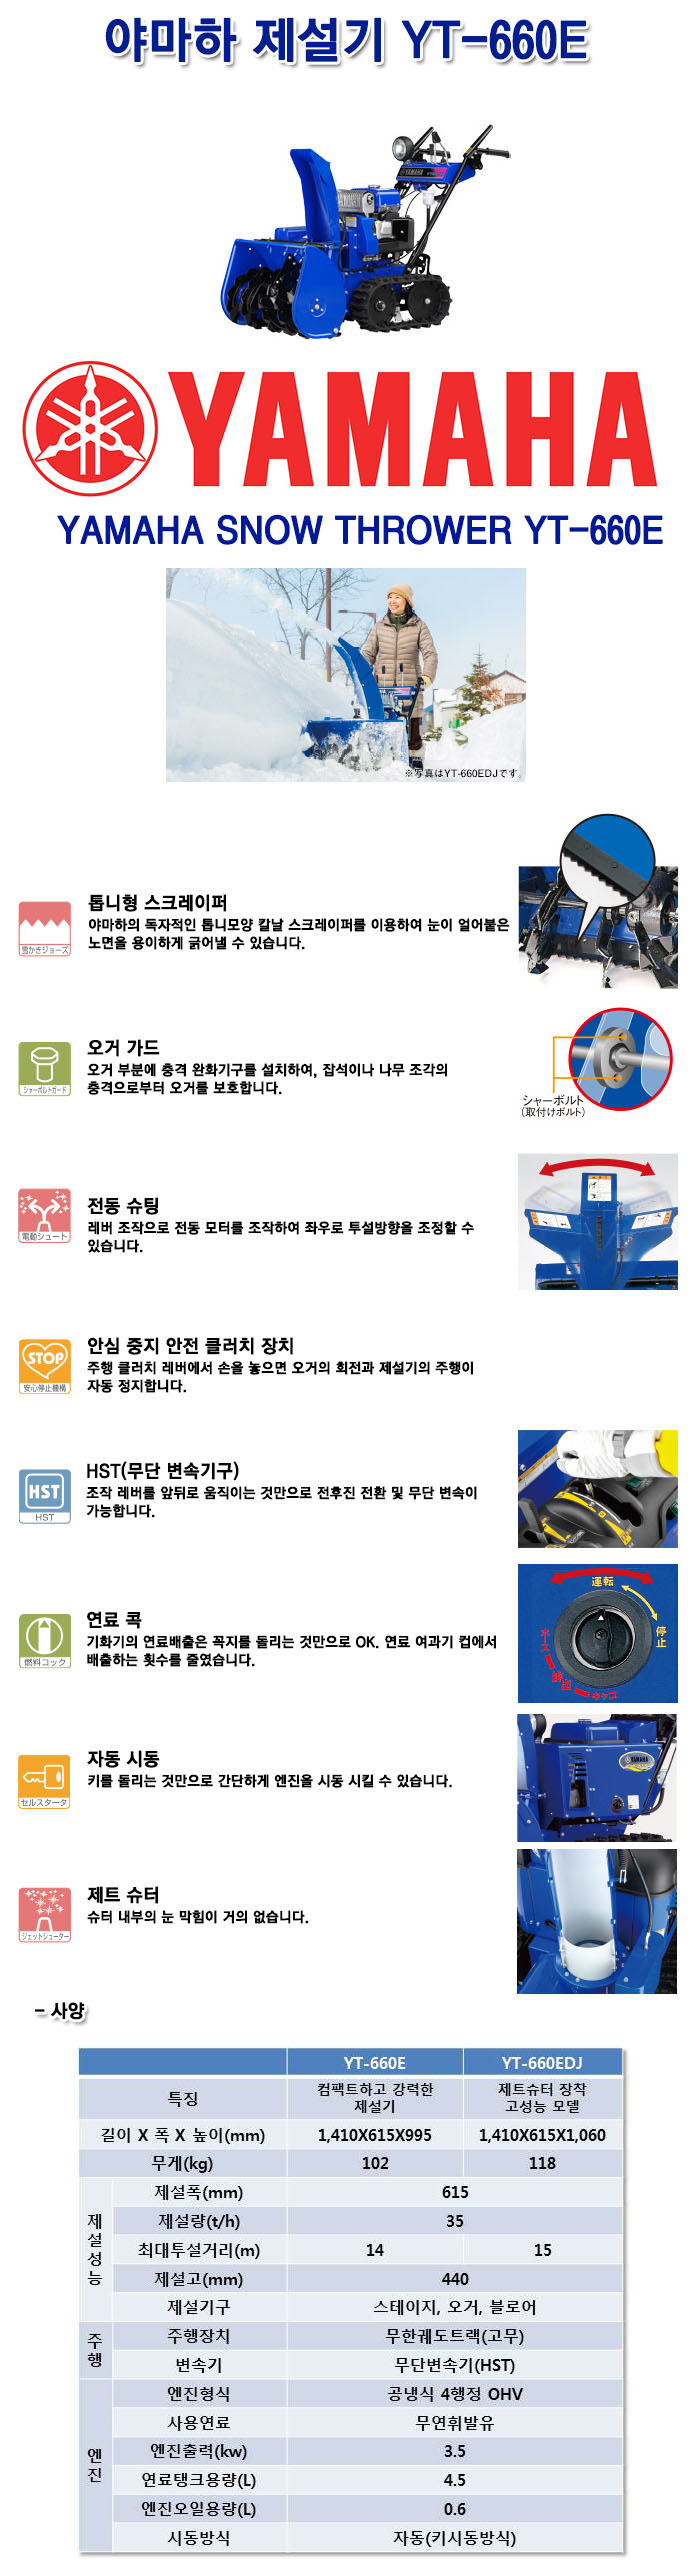 야마하 제설기 YT-660E
YAMAHA
YAMAHA
YAMAHA SNOW THROWER YT-660E
※写真はYT-660EDJです。
톱니형 스크레이퍼
야마하의 독자적인 톱니모양 칼날 스크레이퍼를 이용하여 눈이 얼어붙은
노면을 용이하게 긁어낼 수 있습니다.
雪かきジョーズ
오거 가드
오거 부분에 충격 완화기구를 설치하여, 잡석이나 나무 조각의
충격으로부터 오거를 보호합니다.
シャーボルトガード
シャーボルト
(取付けボルト)
전동 슈팅
레버 조작으로 전동 모터를 조작하여 좌우로 투설방향을 조정할 수
있습니다.
電動シュート
안심 중지 안전 클러치 장치
주행 클러치 레버에서 손을 놓으면 오거의 회전과 제설기의 주행이
자동 정지합니다.
STOP
安心停止機構
HST(무단 변속기구)
조작 레버를 앞뒤로 움직이는 것만으로 전후진 전환 및 무단 변속이
가능합니다.
HST
HST
연료 콕
기화기의 연료배출은 꼭지를 돌리는 것만으로 OK. 연료 여과기 컵에서
배출하는 횟수를 줄였습니다.
燃料コック
運転
停止
ホース
キャブ
자동 시동
키를 돌리는 것만으로 간단하게 엔진을 시동 시킬 수 있습니다.
セルスタータ
YAMAHA
제트 슈터
슈터 내부의 눈 막힘이 거의 없습니다.
ジェットシューター
- 사양
YT-660E YT-660EDJ
특징 컴팩트하고 강력한 제설기 제트슈터 장착 고성능 모델
길이 X 폭 X 높이(mm) 1,410X615X995 1,410X615X1,060
무게(kg) 102 118
제설성능 제설폭(mm) 615
제설량(t/h) 35
최대투설거리(m) 14 15
제설고(mm) 440
제설기구 스테이지, 오거, 블로어
주행 주행장치 무한궤도트랙(고무)
변속기 무단변속기(HST)
엔진 엔진형식 공냉식 4행정 OHV
사용연료 무연휘발유
엔진출력(kw) 3.5
연료탱크용량(L) 4.5
엔진오일용량(L) 0.6
시동방식 자동(키시동방식)